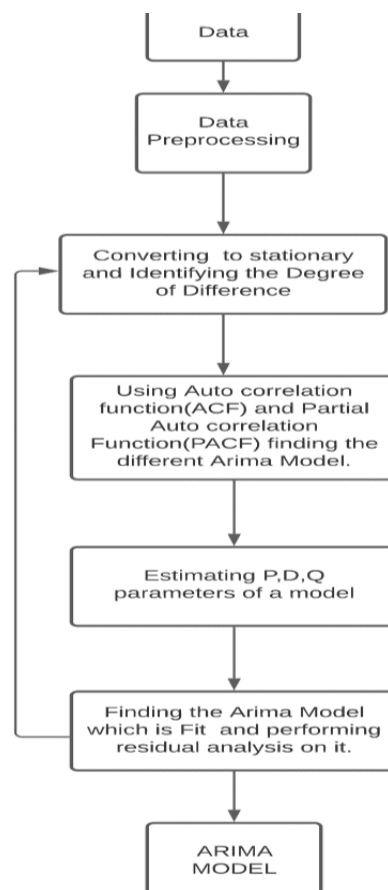 Data
Data
Preprocessing
Converting to stationary
and Identifying the Degree
of Difference
Using Auto correlation
function(ACF) and Partial
Auto correlation
Function(PACF) finding the
different Arima Model.
Estimating P,D,Q
parameters of a model
Finding the Arima Model
which is Fit and performing
residual analysis on it.
ARIMA
MODEL